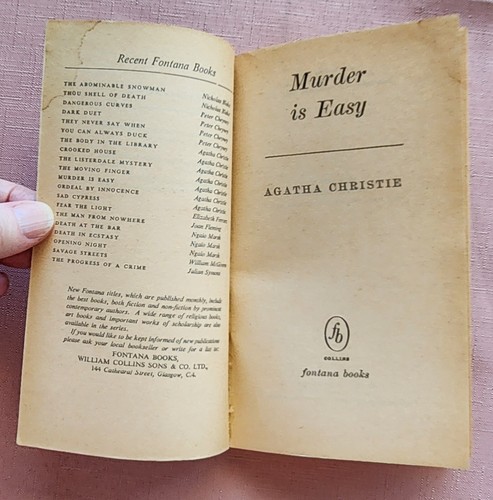 Recent Fontana Books
THE ABOMINABLE SNOWMAN Nicholas Blake
THOU SHELL OF DEATH Nicholas Blake
DANGEROUS CURVES Peter Cheyney
DARK DUET Peter Cheyney
THEY NEVER SAY WHEN Peter Cheyney
YOU CAN ALWAYS DUCK Peter Cheyney
THE BODY IN THE LIBRARY Agatha Christie
CROOKED HOUSE Agatha Christie
THE LISTERDALE MYSTERY Agatha Christie
THE MOVING FINGER Agatha Christie
MURDER IS EASY Agatha Christie
ORDEAL BY INNOCENCE Agatha Christie
SAD CYPRESS Agatha Christie
FEAR THE LIGHT Elizabeth Ferrars
THE MAN FROM NOWHERE Joan Fleming
DEATH AT THE BAR Ngaio Marsh
DEATH IN ECSTASY Ngaio Marsh
OPENING NIGHT Ngaio Marsh
SAVAGE STREETS William McGivern
THE PROGRESS OF A CRIME Julian Symons
New Fontana titles, which are published monthly, include
the best books, both fiction and non-fiction by prominent
contemporary authors. A wide range of religious books,
art books and important works of scholarship are also
available in the series.
If you would like to be kept informed of new publications
please ask your local bookseller or write for a list to:
FONTANA BOOKS,
WILLIAM COLLINS SONS & CO. LTD.,
144 Cathedral Street, Glasgow, C.4.
Murder
is Easy
AGATHA CHRISTIE
fb
COLLINS
fontana books